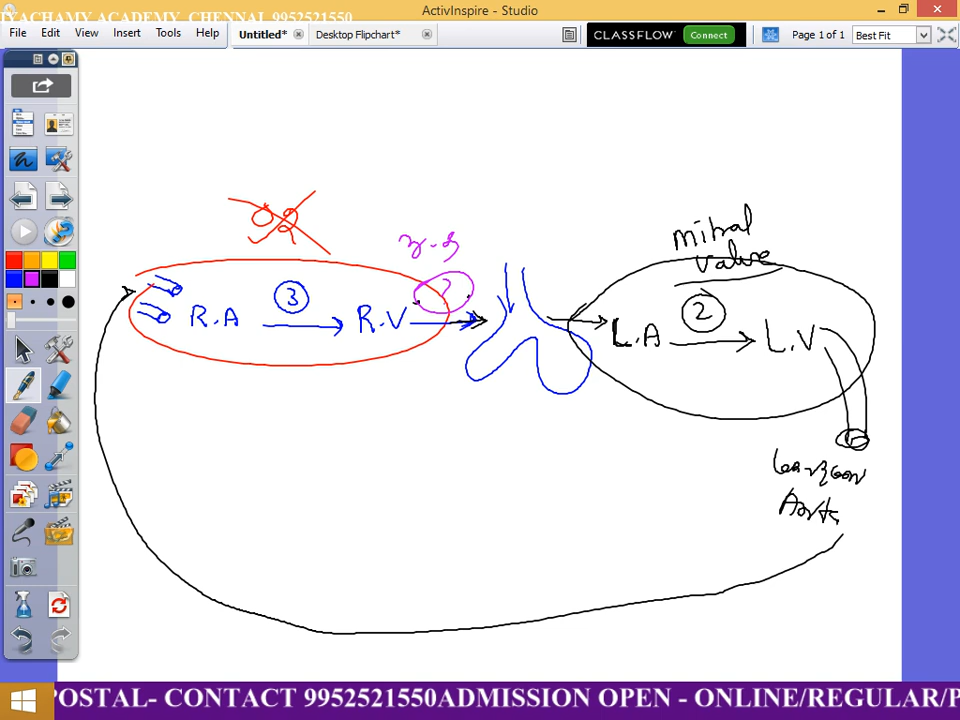 IYACHAMY ACADEMY, CHENNAI 9952521550
ActivInspire - Studio
File Edit View Insert Tools Help
Untitled* Desktop Flipchart*
CLASSFLOW Connect
Page 1 of 1 Best Fit
mitral
valve
3
2
R.A R.V L.A L.V
Aorta
POSTAL- CONTACT 9952521550ADMISSION OPEN - ONLINE/REGULAR/P